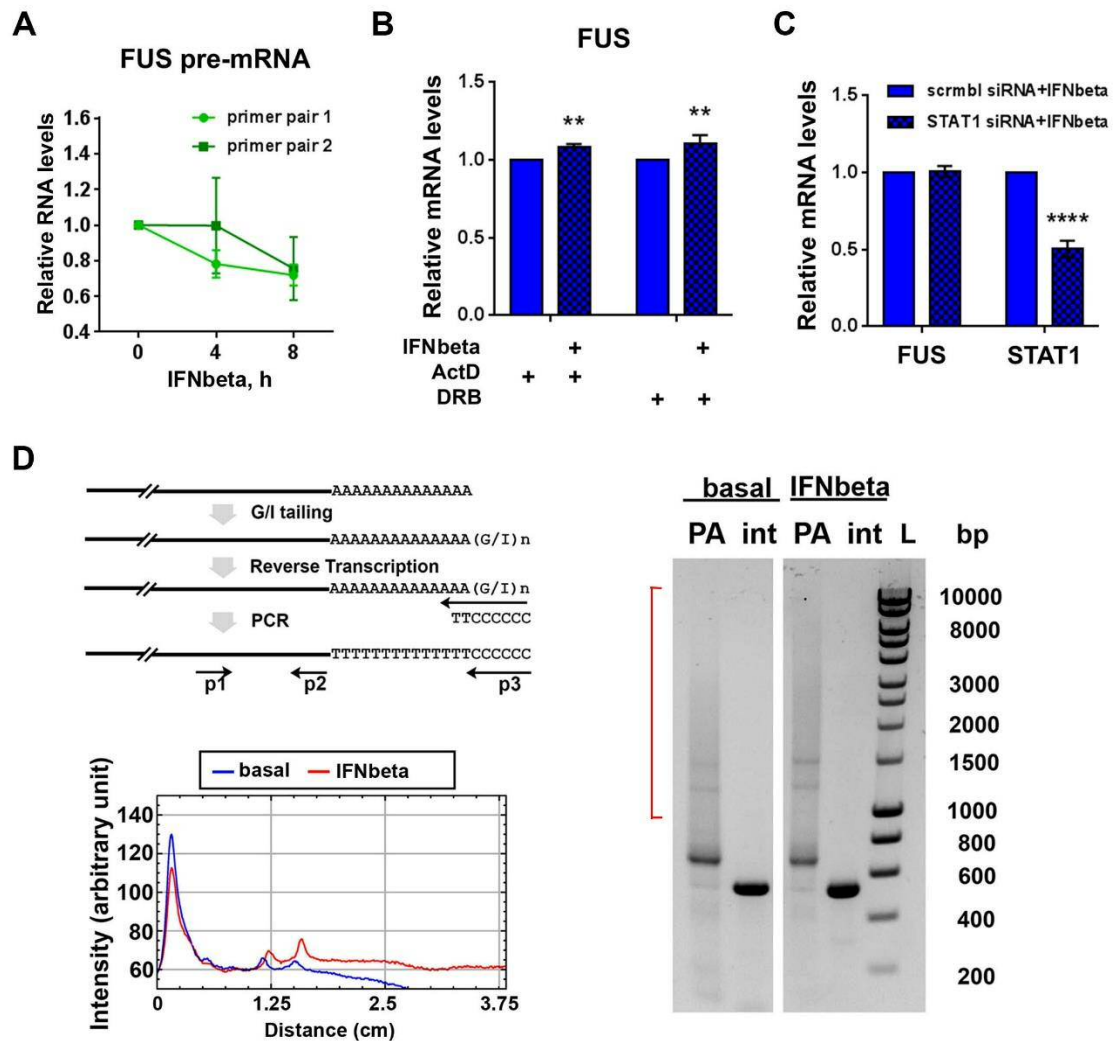 A
FUS pre-mRNA
Relative RNA levels
1.6
1.4
1.2
1.0
0.8
0.6
0.4
primer pair 1
primer pair 2
0 4 8
IFNbeta, h
B
FUS
Relative mRNA levels
1.5
1.0
0.5
0.0
** **
IFNbeta + +
ActD + +
DRB + +
C
Relative mRNA levels
1.5
1.0
0.5
0.0
scrmbl siRNA+IFNbeta
STAT1 siRNA+IFNbeta
****
FUS STAT1
D
AAAAAAAAAAAAAA
G/I tailing
AAAAAAAAAAAAAA(G/I)n
Reverse Transcription
AAAAAAAAAAAAAA(G/I)n
TTCCCCCC
PCR
TTTTTTTTTTTTTTTCCCCCC
p1 p2 p3
basal IFNbeta
Intensity (arbitrary unit)
140
120
100
80
60
0 1.25 2.5 3.75
Distance (cm)
basal IFNbeta
PA int PA int L bp
10000
8000
3000
2000
1500
1000
800
600
400
200